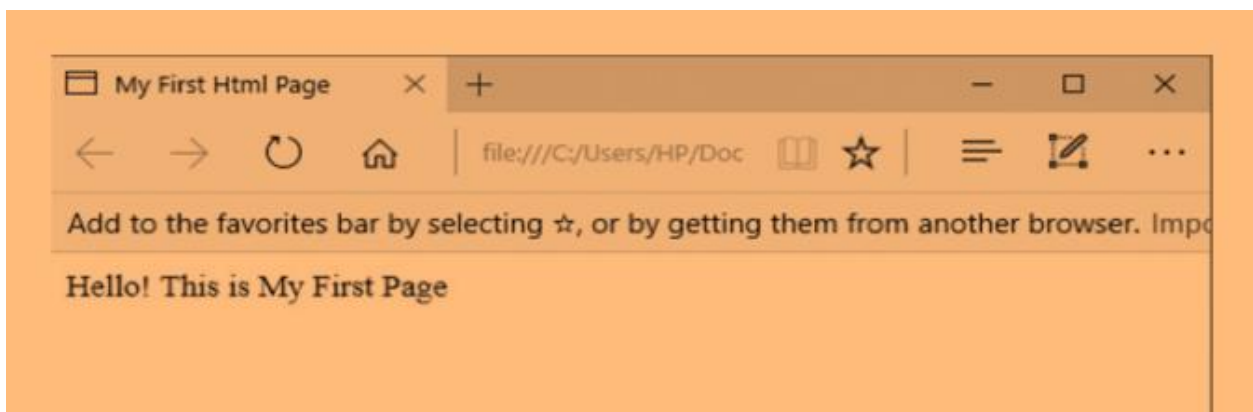 My First Html Page
file:///C:/Users/HP/Doc
Add to the favorites bar by selecting ☆, or by getting them from another browser. Impo
Hello! This is My First Page